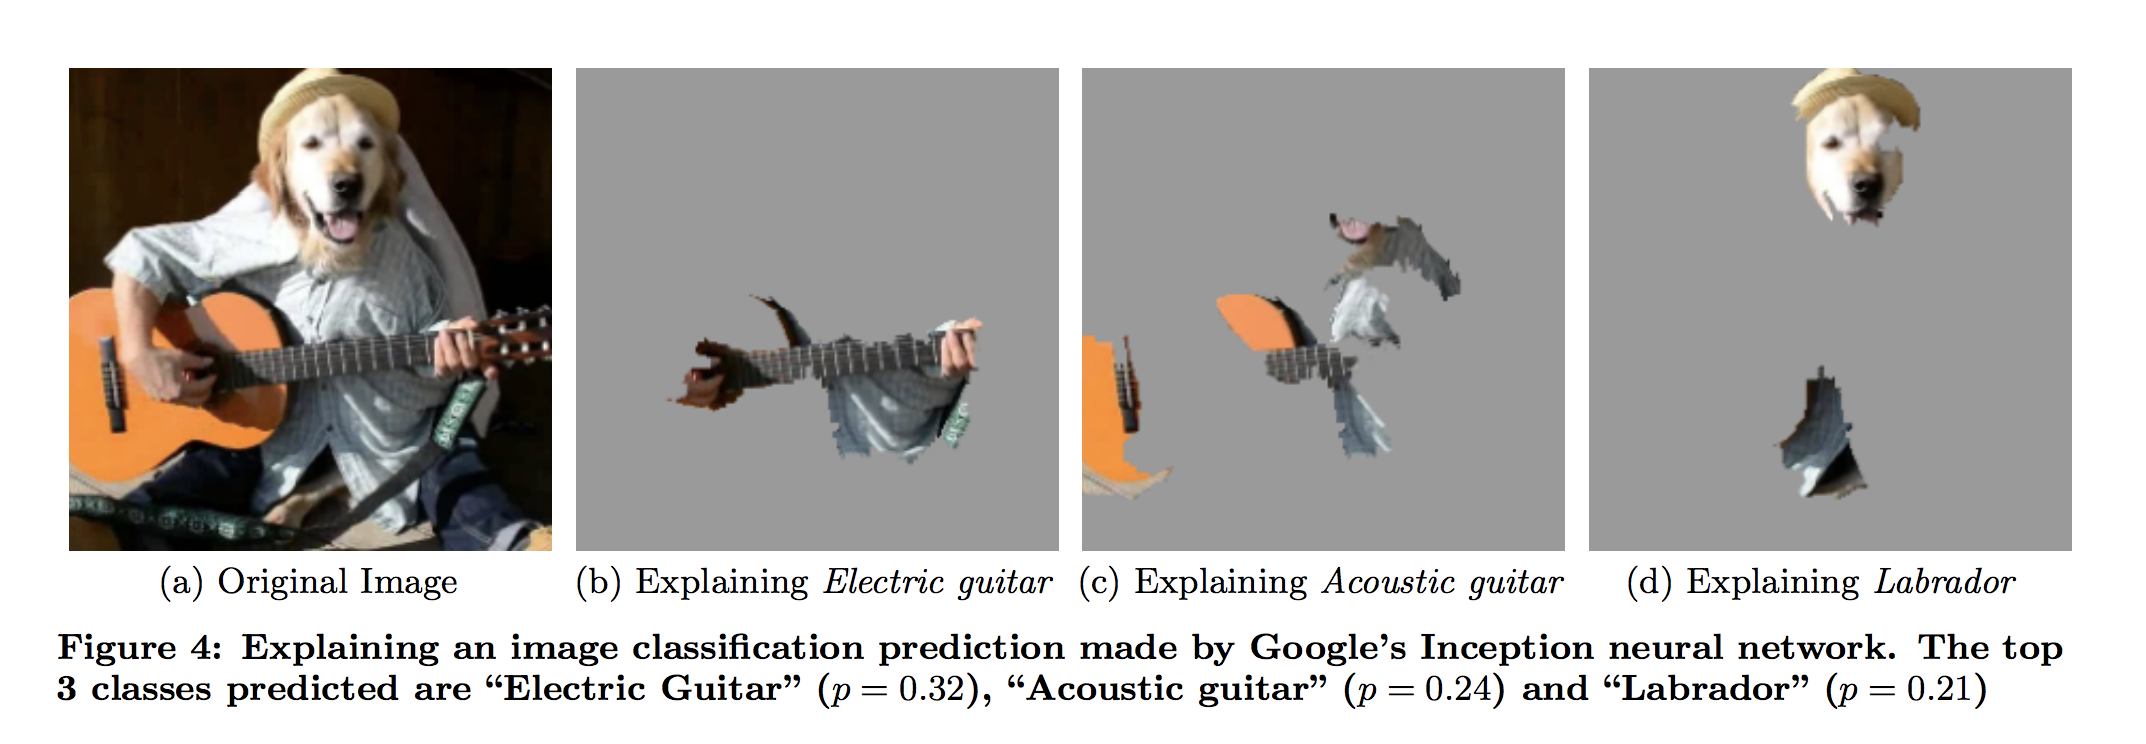 (a) Original Image
(b) Explaining Electric guitar
(c) Explaining Acoustic guitar
(d) Explaining Labrador
Figure 4: Explaining an image classification prediction made by Google’s Inception neural network. The top
3 classes predicted are “Electric Guitar” (p = 0.32), “Acoustic guitar” (p = 0.24) and “Labrador” (p = 0.21)